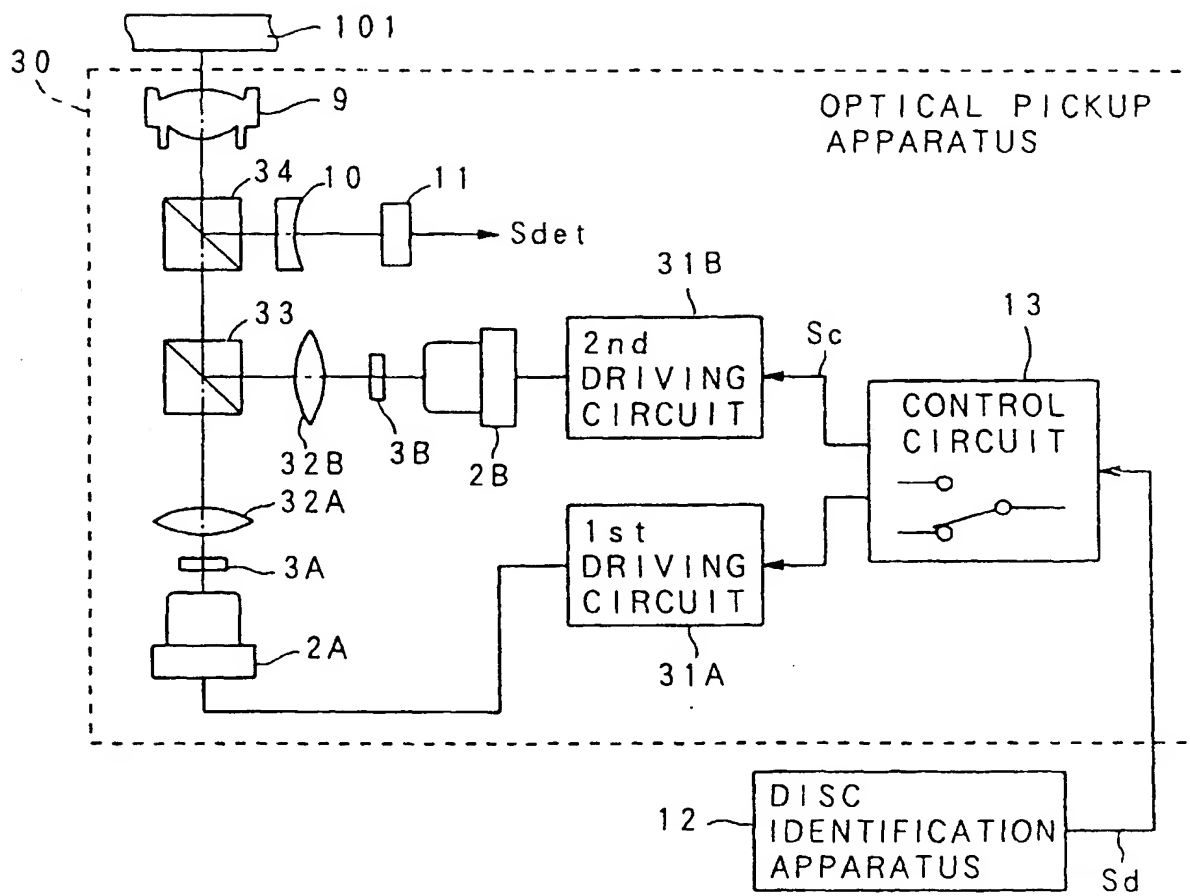 101
30
9
OPTICAL PICKUP
APPARATUS
34
10
11
Sdet
31B
33
2nd
DRIVING
CIRCUIT
Sc
13
CONTROL
CIRCUIT
32B
3B
2B
32A
1st
DRIVING
CIRCUIT
3A
2A
31A
12
DISC
IDENTIFICATION
APPARATUS
Sd